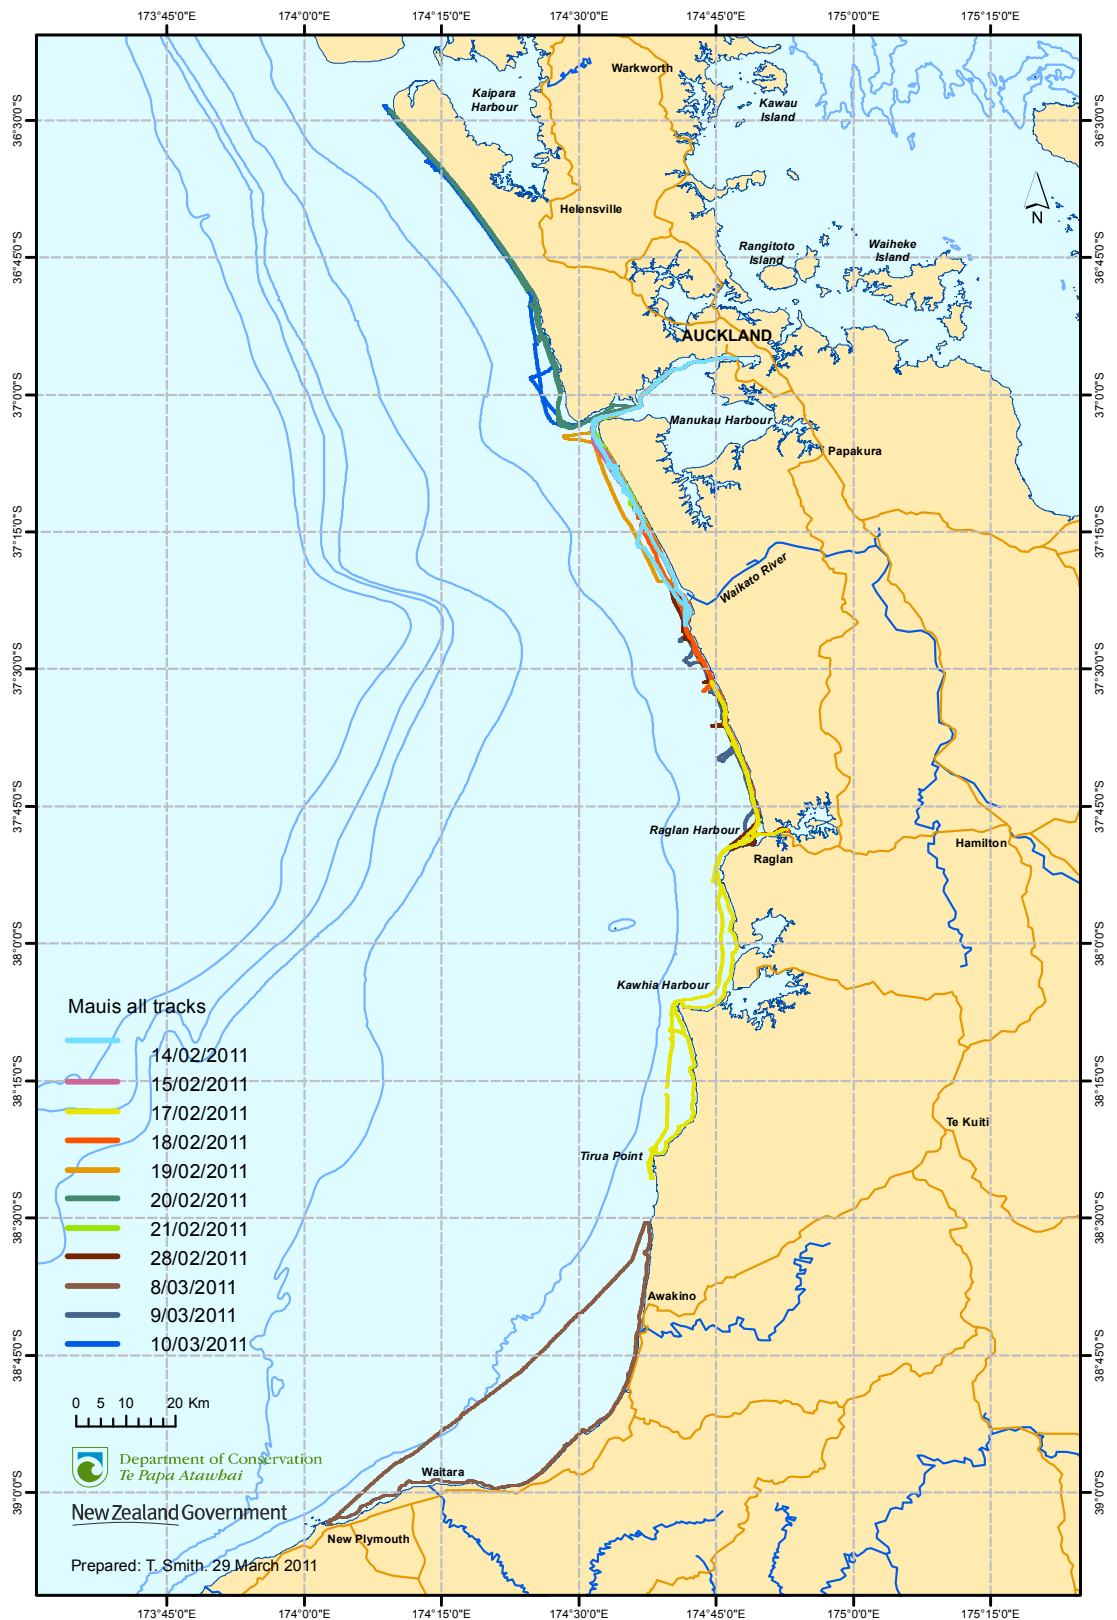 173°45'0"E
174°0'0"E
174°15'0"E
174°30'0"E
174°45'0"E
175°0'0"E
175°15'0"E
36°30'0"S
36°45'0"S
37°0'0"S
37°15'0"S
37°30'0"S
37°45'0"S
38°0'0"S
38°15'0"S
38°30'0"S
38°45'0"S
39°0'0"S
36°30'0"S
36°45'0"S
37°0'0"S
37°15'0"S
37°30'0"S
37°45'0"S
38°0'0"S
38°15'0"S
38°30'0"S
38°45'0"S
39°0'0"S
Warkworth
Kaipara
Harbour
Kawau
Island
N
Helensville
Rangitoto
Island
Waiheke
Island
AUCKLAND
Manukau Harbour
Papakura
Waikato River
Raglan Harbour
Raglan
Hamilton
Kawhia Harbour
Te Kuiti
Tirua Point
Awakino
Waitara
New Plymouth
Mauis all tracks
14/02/2011
15/02/2011
17/02/2011
18/02/2011
19/02/2011
20/02/2011
21/02/2011
28/02/2011
8/03/2011
9/03/2011
10/03/2011
0 5 10 20 Km
Department of Conservation
Te Papa Atawhai
New Zealand Government
Prepared: T. Smith. 29 March 2011
173°45'0"E
174°0'0"E
174°15'0"E
174°30'0"E
174°45'0"E
175°0'0"E
175°15'0"E